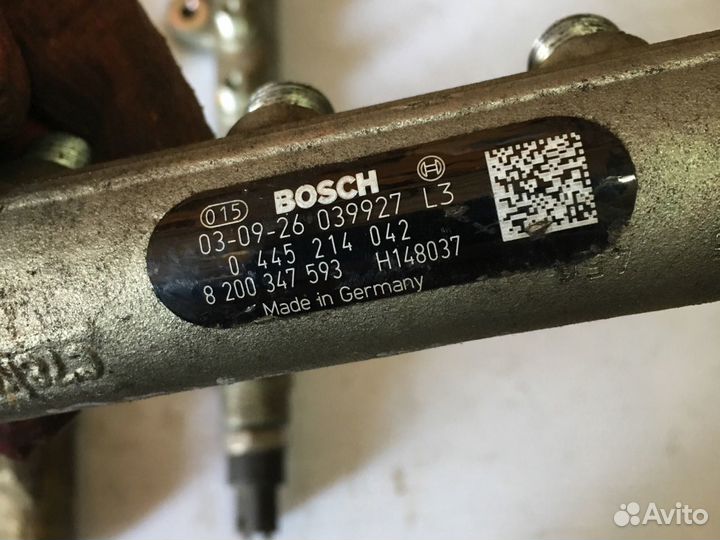 015 BOSCH
03-09-26 039927 L3
0 445 214 042
8 200 347 593 H148037
Made in Germany
Avito